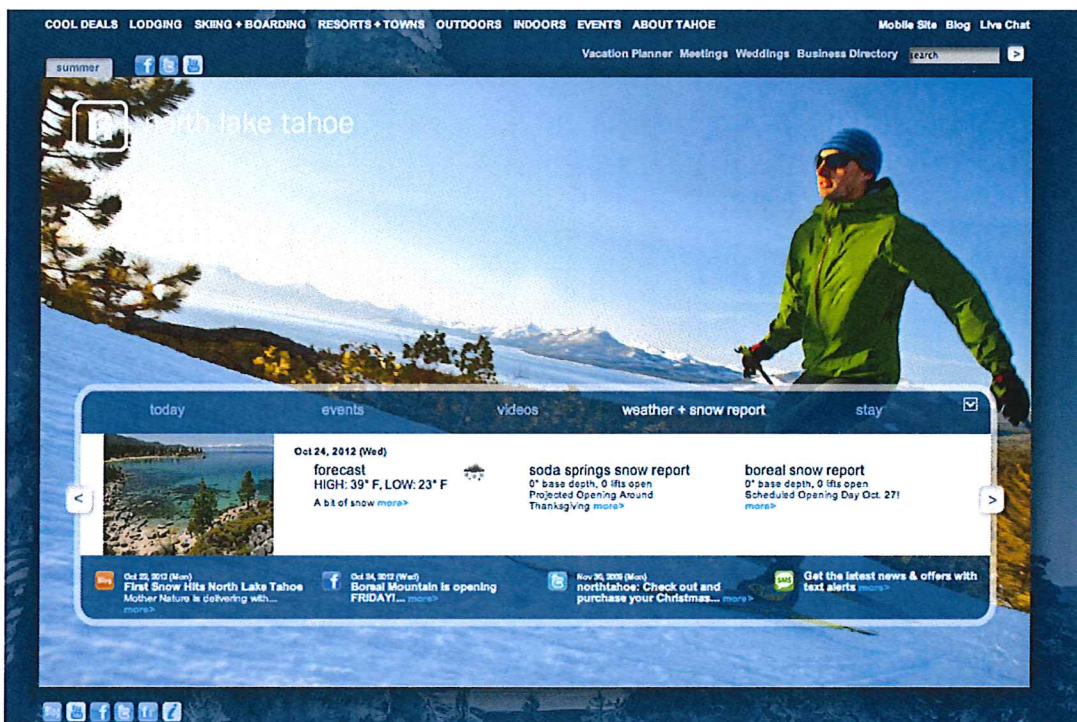 COOL DEALS LODGING SKIING + BOARDING RESORTS + TOWNS OUTDOORS INDOORS EVENTS ABOUT TAHOE
Mobile Site Blog Live Chat
Vacation Planner Meetings Weddings Business Directory search >
summer
north lake tahoe
today events videos weather + snow report stay
Oct 24, 2012 (Wed)
forecast
HIGH: 39° F, LOW: 23° F
A bit of snow more>
soda springs snow report
0" base depth, 0 lifts open
Projected Opening Around
Thanksgiving more>
boreal snow report
0" base depth, 0 lifts open
Scheduled Opening Day Oct. 27!
more>
<
>
Blog
Oct 22, 2012 (Mon)
First Snow Hits North Lake Tahoe
Mother Nature is delivering with...
more>
f
Oct 24, 2012 (Wed)
Boreal Mountain is opening
FRIDAY!... more>
Nov 30, 2009 (Mon)
northtahoe: Check out and
purchase your Christmas... more>
SMS
Get the latest news & offers with
text alerts more>